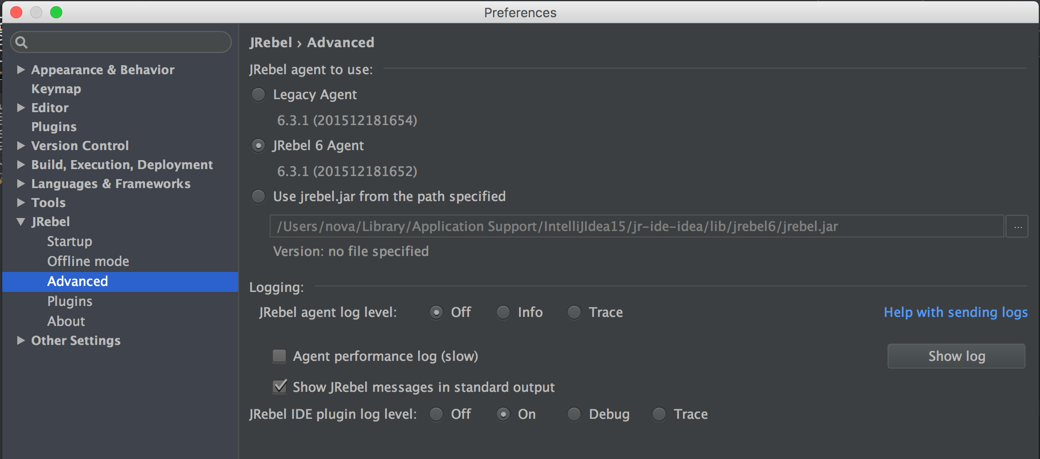 Preferences
Appearance & Behavior
Keymap
Editor
Plugins
Version Control
Build, Execution, Deployment
Languages & Frameworks
Tools
JRebel
Startup
Offline mode
Advanced
Plugins
About
Other Settings
JRebel › Advanced
JRebel agent to use:
Legacy Agent
6.3.1 (201512181654)
JRebel 6 Agent
6.3.1 (201512181652)
Use jrebel.jar from the path specified
/Users/nova/Library/Application Support/IntelliJIdea15/jr-ide-idea/lib/jrebel6/jrebel.jar ...
Version: no file specified
Logging:
JRebel agent log level: Off Info Trace Help with sending logs
Agent performance log (slow) Show log
Show JRebel messages in standard output
JRebel IDE plugin log level: Off On Debug Trace